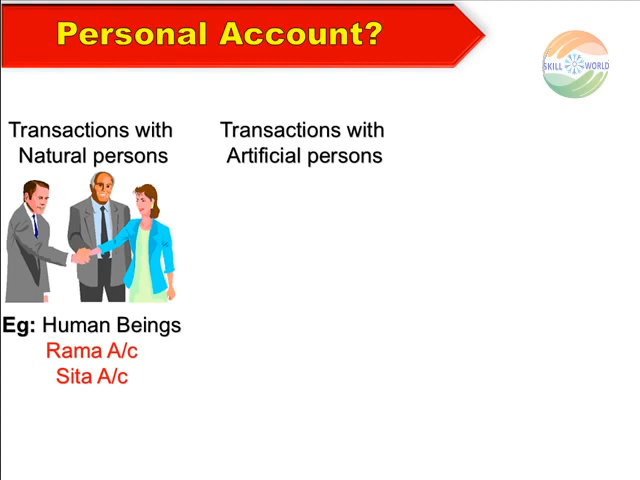 Personal Account?
SKILL WORLD
Transactions with
Natural persons
Transactions with
Artificial persons
Eg: Human Beings
Rama A/c
Sita A/c